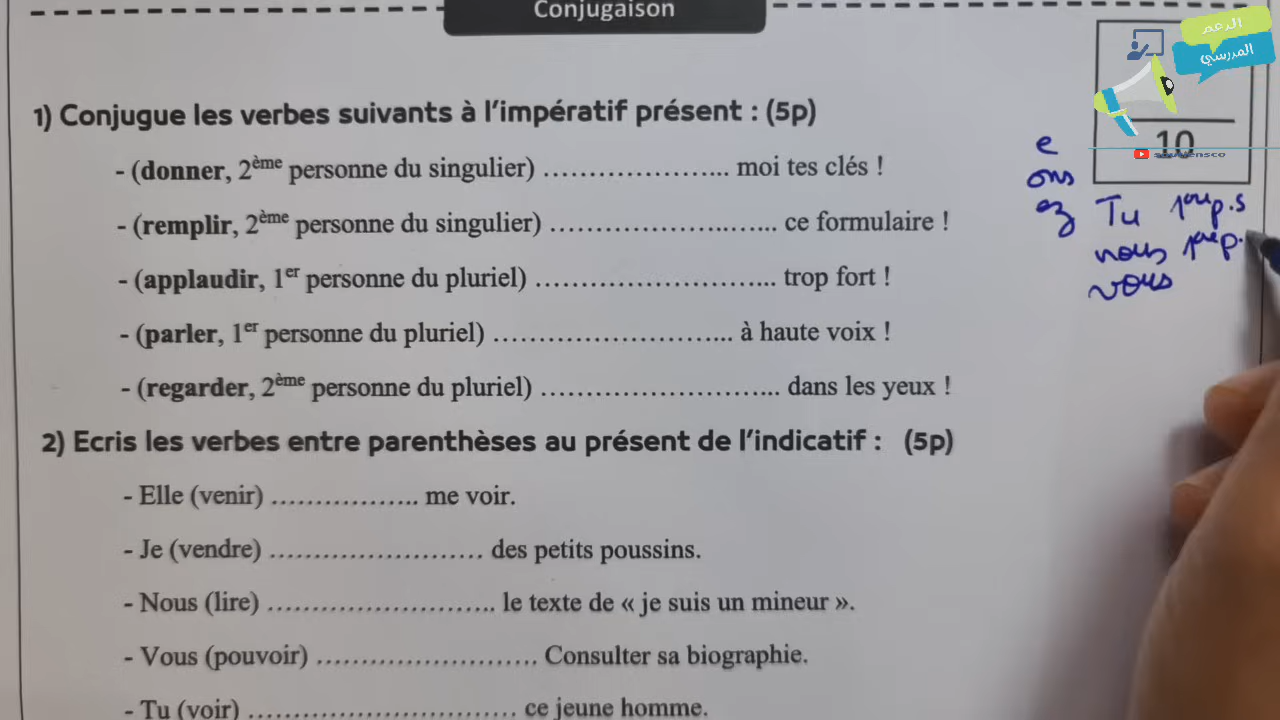 Conjugaison
الدعم
المدرسي
10
1) Conjugue les verbes suivants à l'impératif présent : (5p)
- (donner, 2ème personne du singulier) ………………….. moi tes clés !
- (remplir, 2ème personne du singulier) …………………..…... ce formulaire !
- (applaudir, 1er personne du pluriel) ……………………... trop fort !
- (parler, 1er personne du pluriel) ……………………... à haute voix !
- (regarder, 2ème personne du pluriel) ……………………... dans les yeux !
e
ons
ez
Tu
nous
vous
2) Ecris les verbes entre parenthèses au présent de l'indicatif : (5p)
- Elle (venir) …………….. me voir.
- Je (vendre) ………………….. des petits poussins.
- Nous (lire) …………………….. le texte de « je suis un mineur ».
- Vous (pouvoir) …………………... Consulter sa biographie.
- Tu (voir) ………………………... ce jeune homme.